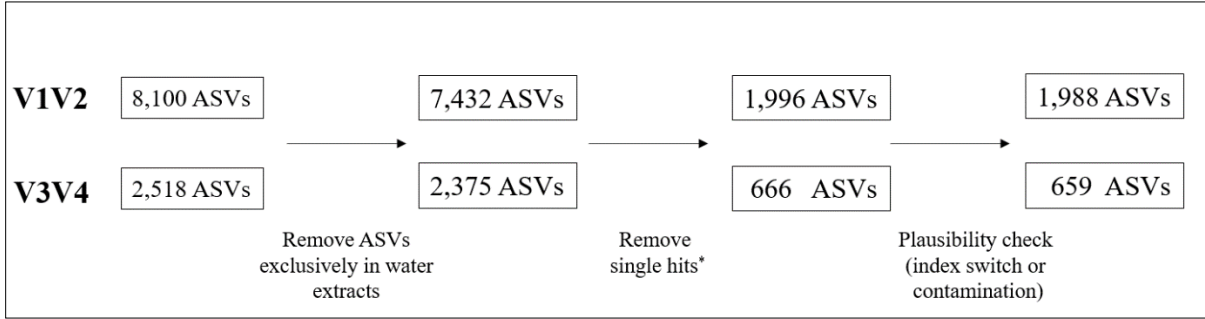 V1V2 8,100 ASVs 7,432 ASVs 1,996 ASVs 1,988 ASVs
V3V4 2,518 ASVs 2,375 ASVs 666 ASVs 659 ASVs
Remove ASVs
exclusively in water
extracts
Remove
single hits*
Plausibility check
(index switch or
contamination)